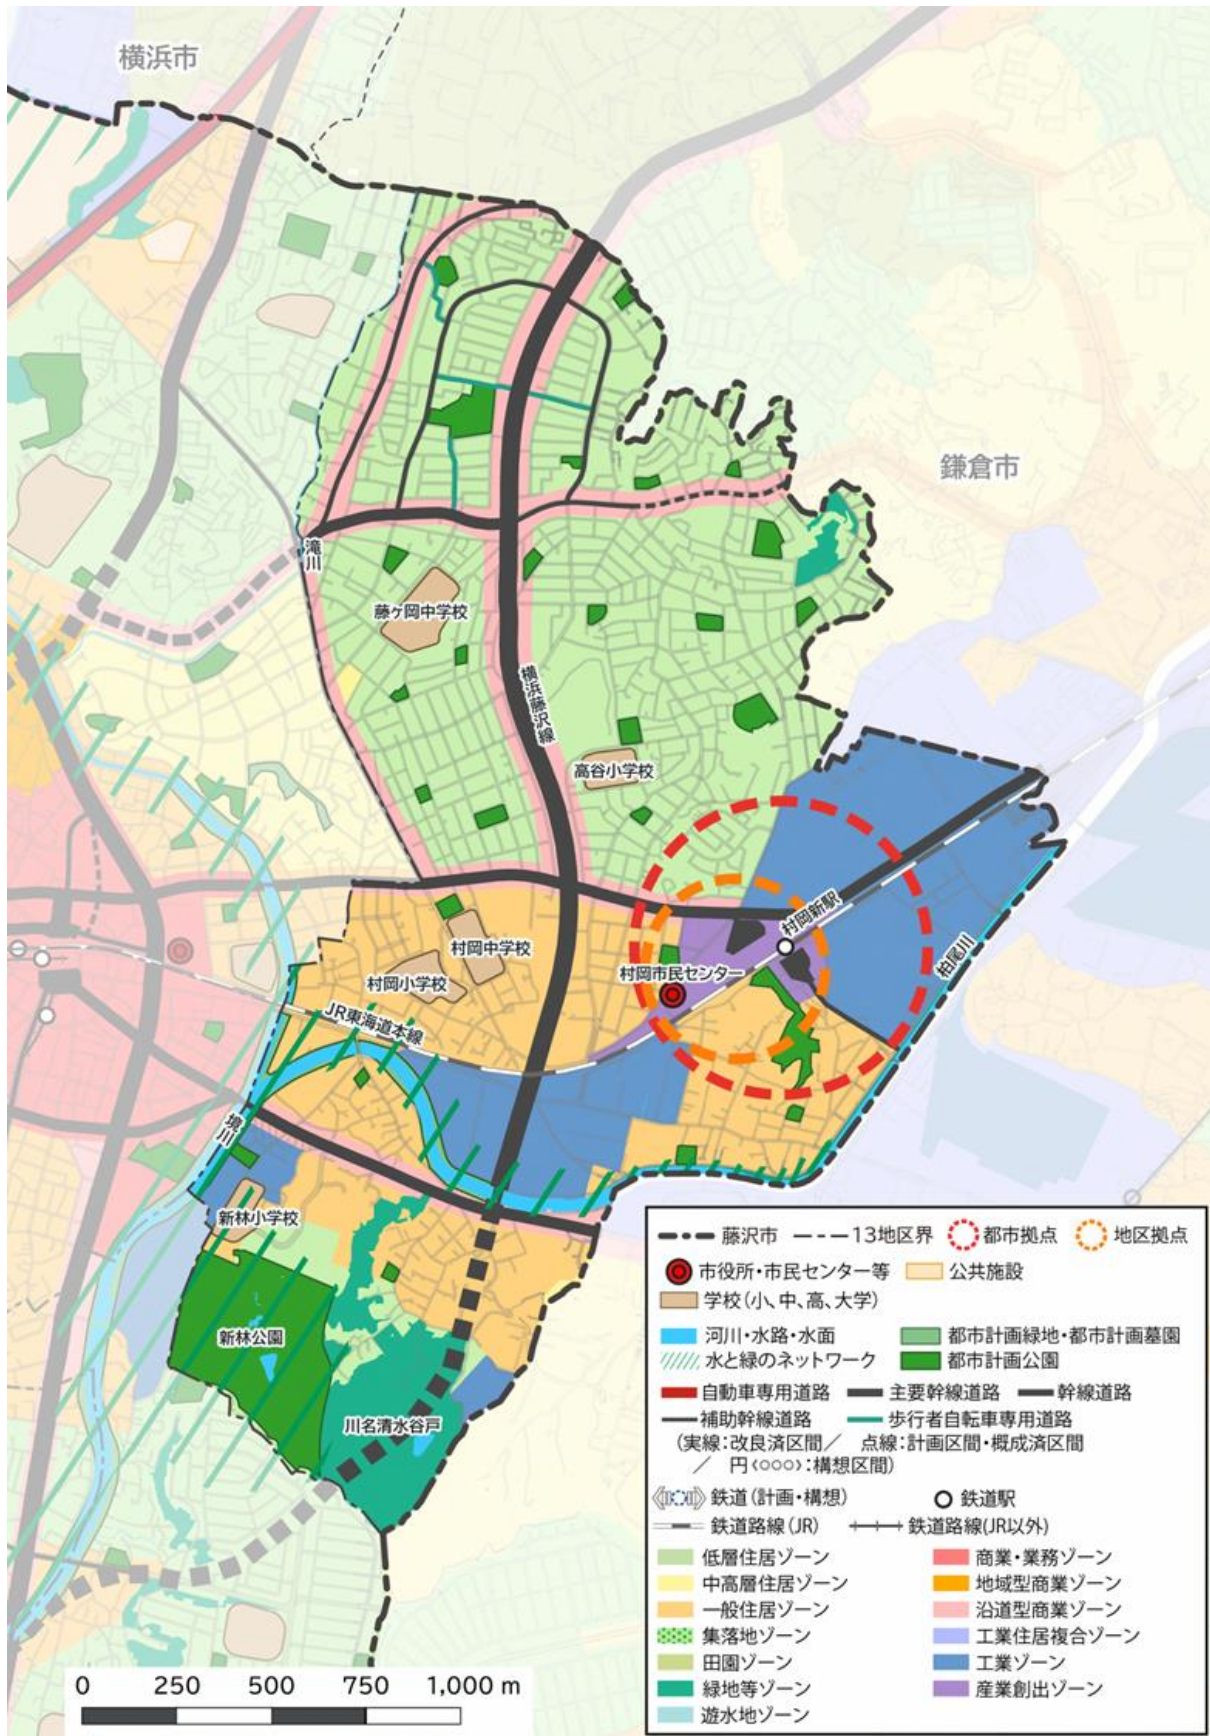 横浜市
鎌倉市
滝川
藤ヶ岡中学校
横浜藤沢線
高谷小学校
村岡新駅
村岡中学校
村岡小学校
村岡市民センター
柏尾川
JR東海道本線
境川
新林小学校
新林公園
川名清水谷戸
藤沢市 13地区界 都市拠点 地区拠点
市役所・市民センター等 公共施設
学校(小、中、高、大学)
河川・水路・水面 都市計画緑地・都市計画墓園
水と緑のネットワーク 都市計画公園
自動車専用道路 主要幹線道路 幹線道路
補助幹線道路 歩行者自転車専用道路
(実線:改良済区間/ 点線:計画区間・概成済区間
/ 円(○○○):構想区間)
鉄道(計画・構想) 鉄道駅
鉄道路線(JR) 鉄道路線(JR以外)
低層住居ゾーン 商業・業務ゾーン
中高層住居ゾーン 地域型商業ゾーン
一般住居ゾーン 沿道型商業ゾーン
集落地ゾーン 工業住居複合ゾーン
田園ゾーン 工業ゾーン
緑地等ゾーン 産業創出ゾーン
遊水地ゾーン
0 250 500 750 1,000 m